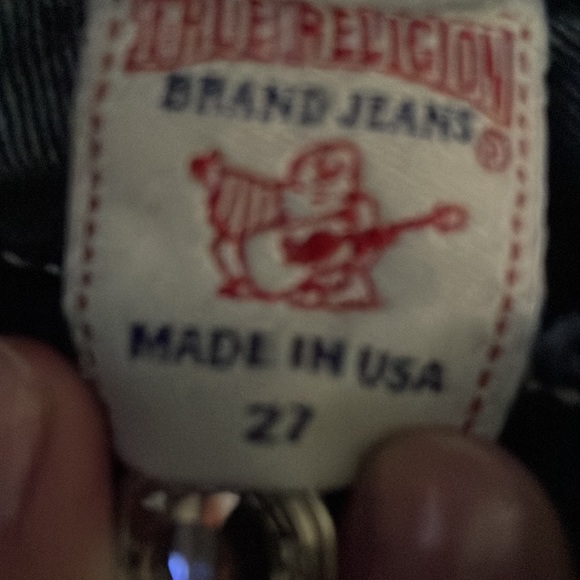 TRUE RELIGION
BRAND JEANS®
MADE IN USA
27